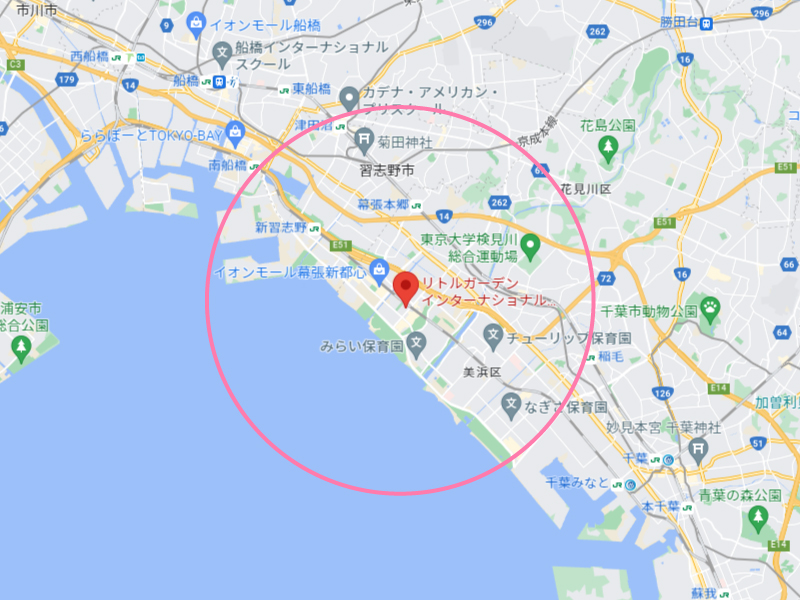 市川市
イオンモール船橋
296
262
勝田台
296
船橋インターナショナル
スクール
西船橋
C3
179
14
船橋
東船橋
カデナ・アメリカン・
プリスクール
津田沼
16
ららぽーとTOKYO-BAY
菊田神社
京成本線
花島公園
南船橋
習志野市
花見川区
E51
幕張本郷
262
14
新習志野
E51
E51
東京大学検見川
総合運動場
66
イオンモール幕張新都心
リトルガーデン
インターナショナル...
72
16
浦安市
総合公園
千葉市動物公園
みらい保育園
チューリップ保育園
64
稲毛
美浜区
E14
126
加曽利
なぎさ保育園
妙見本宮 千葉神社
51
千葉
千葉みなと
本千葉
青葉の森公園
E14
蘇我